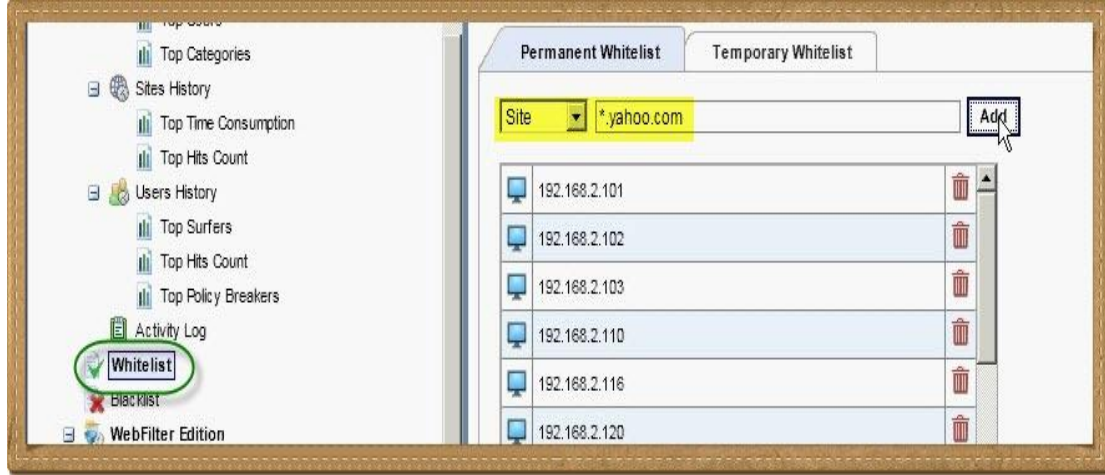 Top Users
Top Categories
Sites History
Top Time Consumption
Top Hits Count
Users History
Top Surfers
Top Hits Count
Top Policy Breakers
Activity Log
Whitelist
Blacklist
WebFilter Edition
Permanent Whitelist
Temporary Whitelist
Site
*.yahoo.com
Add
192.168.2.101
192.168.2.102
192.168.2.103
192.168.2.110
192.168.2.116
192.168.2.120